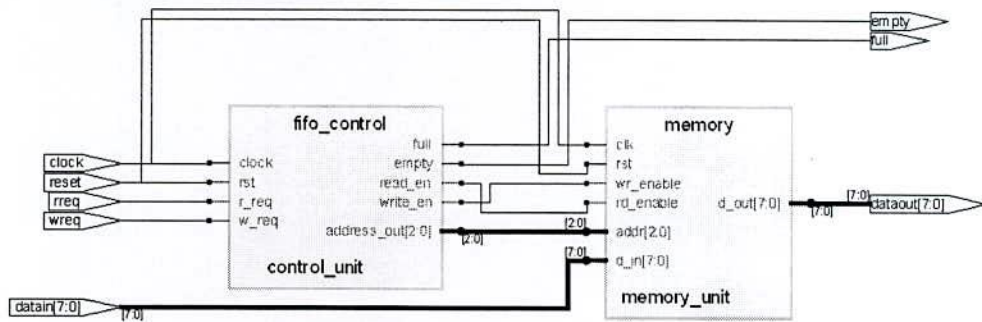 empty
full
fifo_control
memory
full
clk
clock
clock
empty
rst
reset
rst
read_en
wr_enable
rreq
r_req
write_en
rd_enable
d_out[7:0]
[7:0]
[7:0]
dataout[7:0]
wreq
w_req
address_out[2:0]
[2:0]
[2:0]
addr[2:0]
[7:0]
d_in[7:0]
control_unit
memory_unit
datain[7:0]
[7:0]